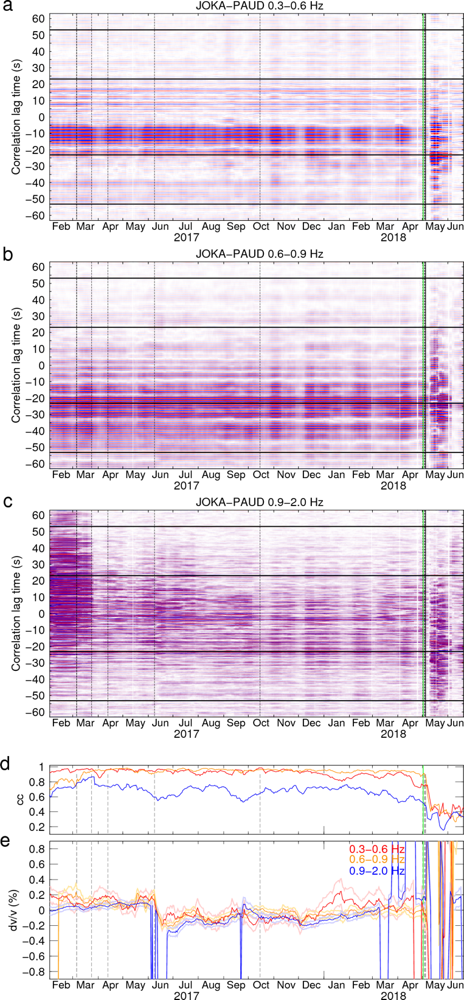 a
JOKA−PAUD 0.3−0.6 Hz
Correlation lag time (s)
60
50
40
30
20
10
0
−10
−20
−30
−40
−50
−60
Feb Mar Apr May Jun Jul Aug Sep Oct Nov Dec Jan Feb Mar Apr May Jun
2017 2018
b
JOKA−PAUD 0.6−0.9 Hz
Correlation lag time (s)
60
50
40
30
20
10
0
−10
−20
−30
−40
−50
−60
Feb Mar Apr May Jun Jul Aug Sep Oct Nov Dec Jan Feb Mar Apr May Jun
2017 2018
c
JOKA−PAUD 0.9−2.0 Hz
Correlation lag time (s)
60
50
40
30
20
10
0
−10
−20
−30
−40
−50
−60
Feb Mar Apr May Jun Jul Aug Sep Oct Nov Dec Jan Feb Mar Apr May Jun
2017 2018
d
cc
1
0.8
0.6
0.4
0.2
e
dv/v (%)
0.8
0.6
0.4
0.2
0
−0.2
−0.4
−0.6
−0.8
0.3−0.6 Hz
0.6−0.9 Hz
0.9−2.0 Hz
Feb Mar Apr May Jun Jul Aug Sep Oct Nov Dec Jan Feb Mar Apr May Jun
2017 2018